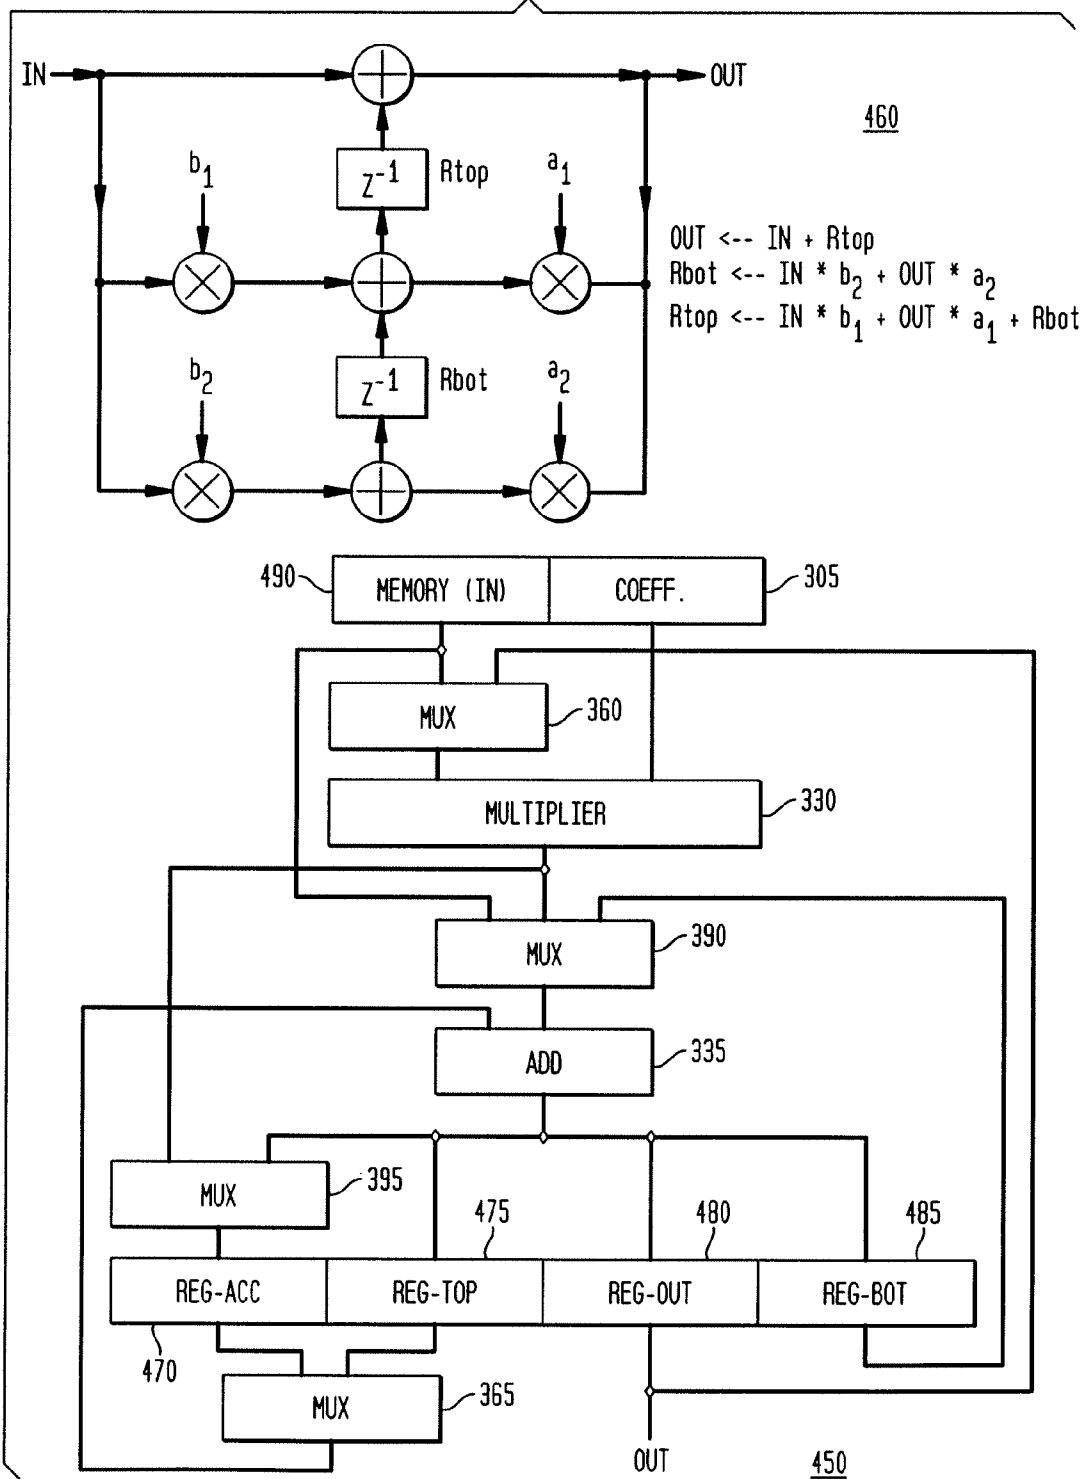 IN
OUT
460
b1
Z-1
Rtop
a1
OUT <-- IN + Rtop
Rbot <-- IN * b2 + OUT * a2
Rtop <-- IN * b1 + OUT * a1 + Rbot
b2
Z-1
Rbot
a2
490
MEMORY (IN)
COEFF.
305
MUX
360
MULTIPLIER
330
MUX
390
ADD
335
MUX
395
475
480
485
REG-ACC
REG-TOP
REG-OUT
REG-BOT
470
MUX
365
OUT
450